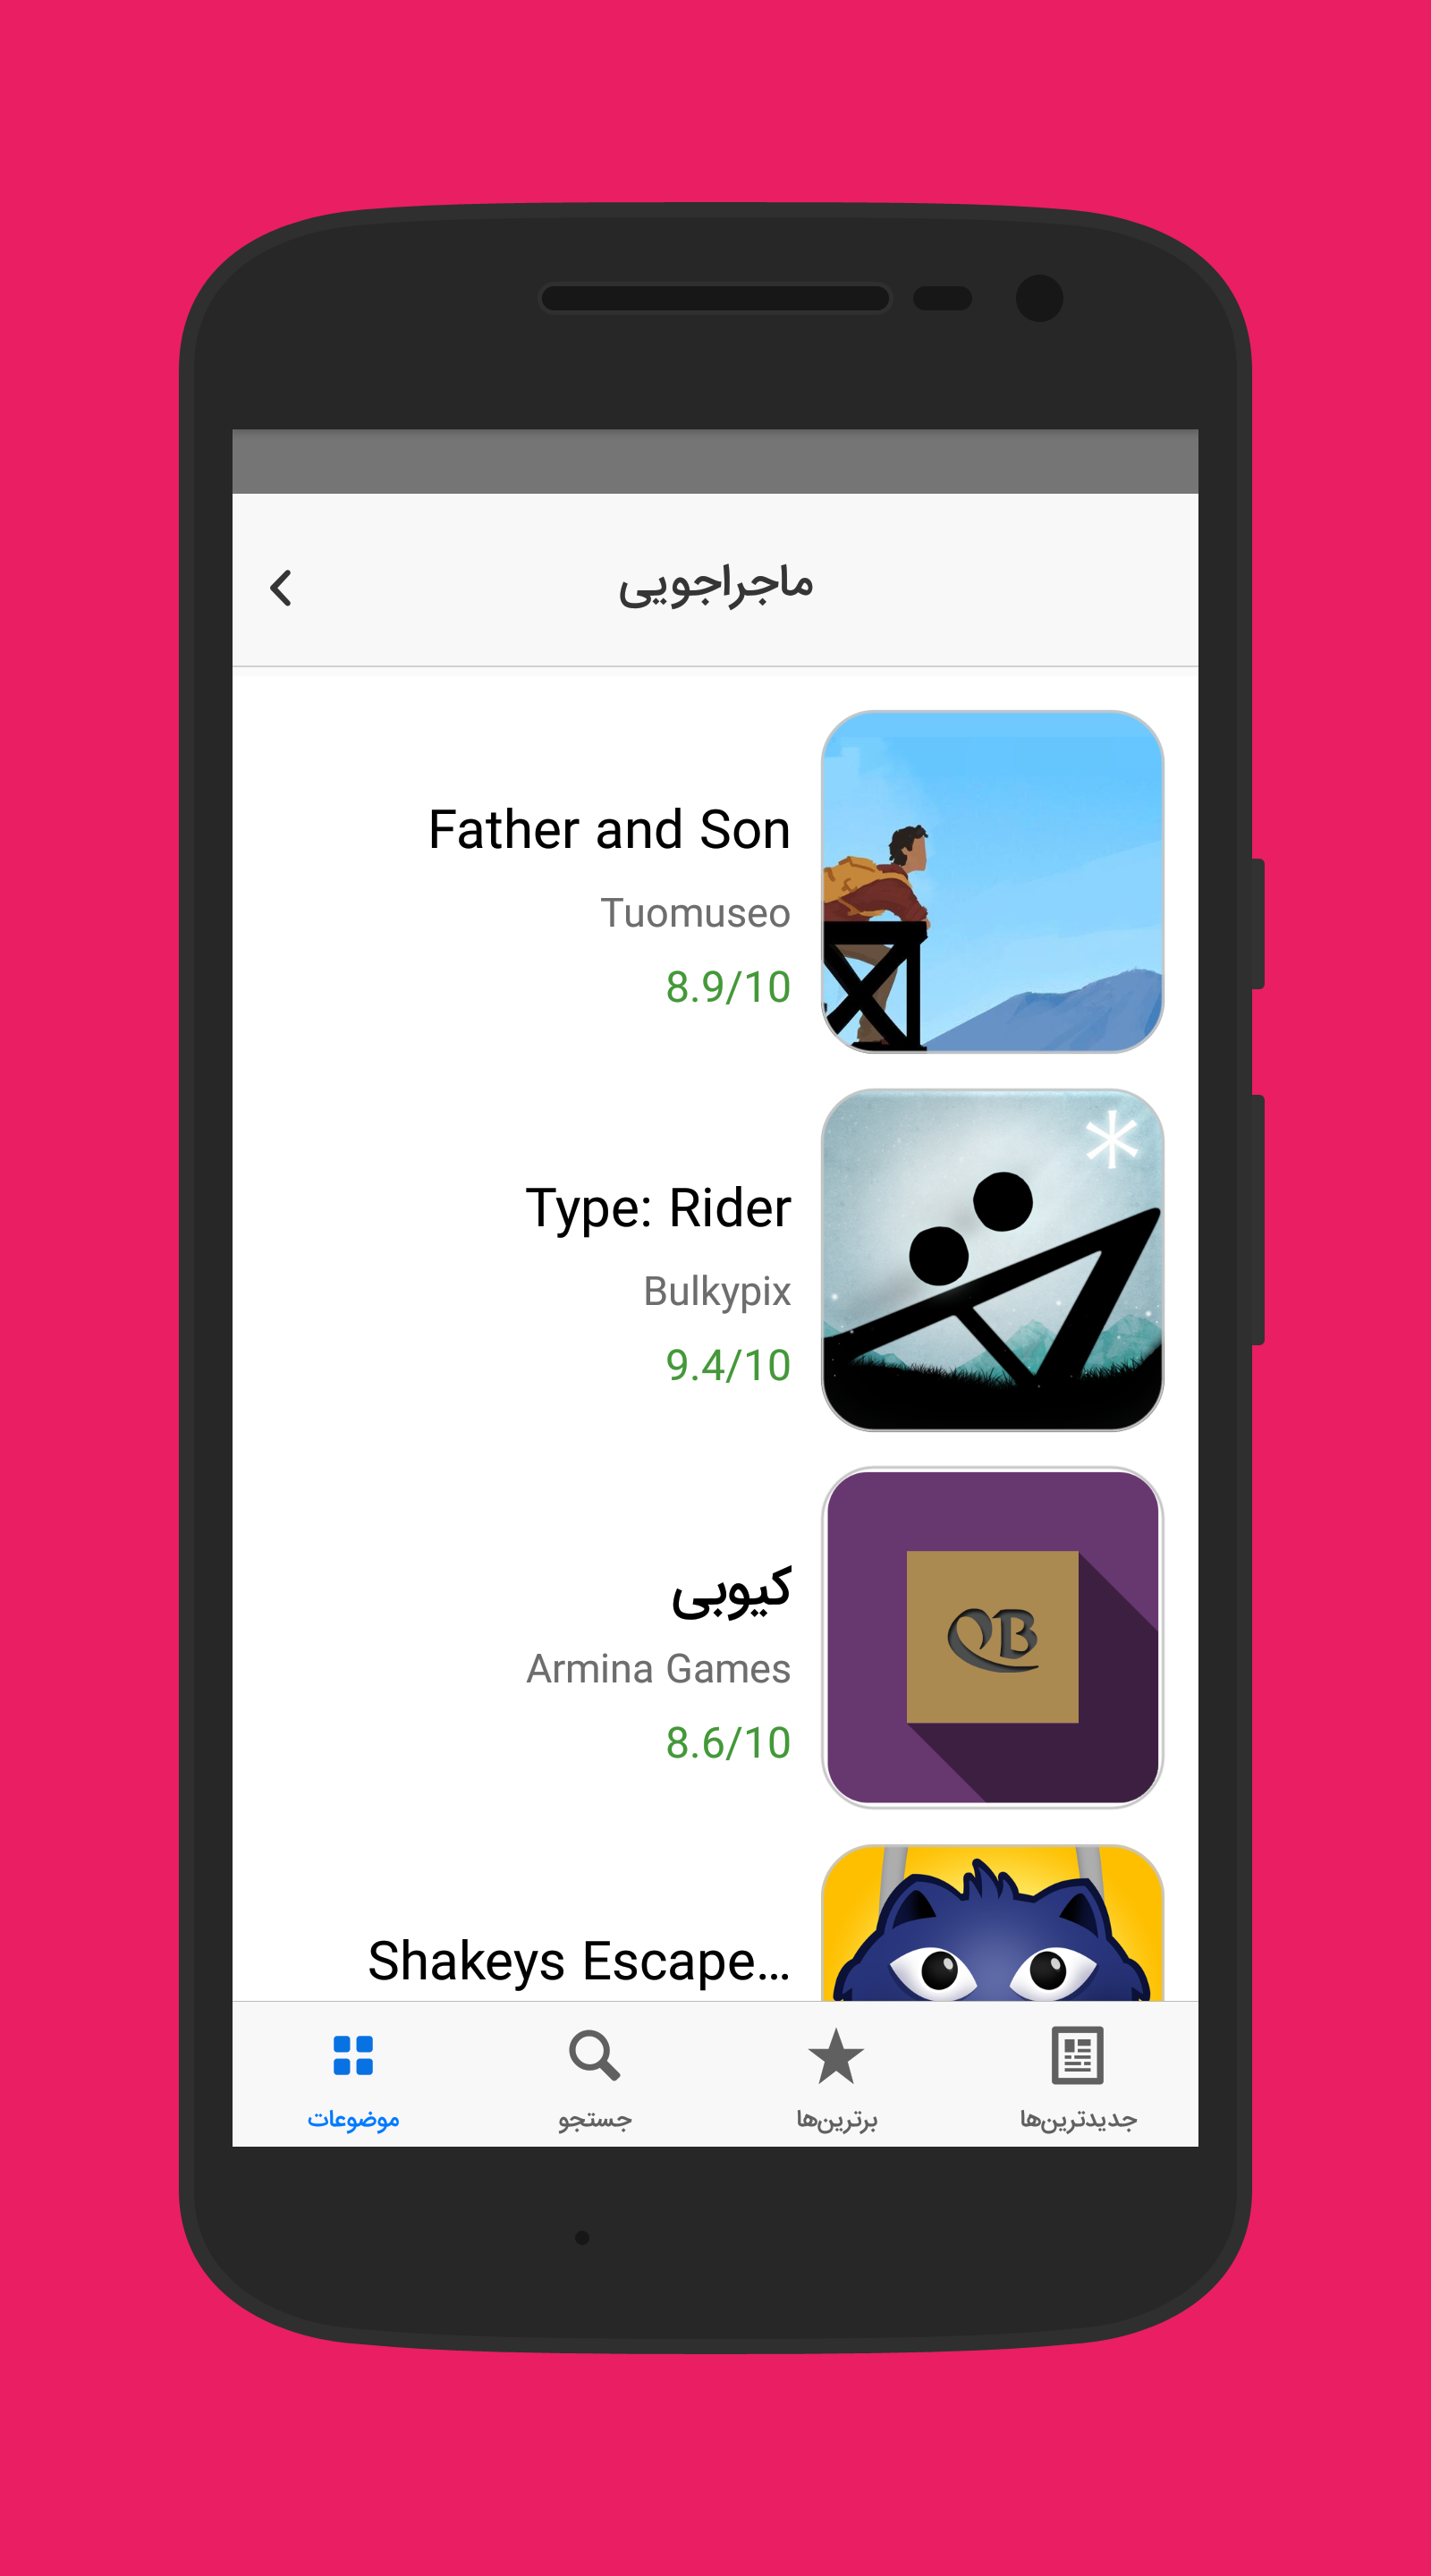 ماجراجویی
Father and Son
Tuomuseo
8.9/10
Type: Rider
Bulkypix
9.4/10
کیوبی
Armina Games
8.6/10
QB
Shakeys Escape...
جدیدترین‌ها
برترین‌ها
جستجو
موضوعات